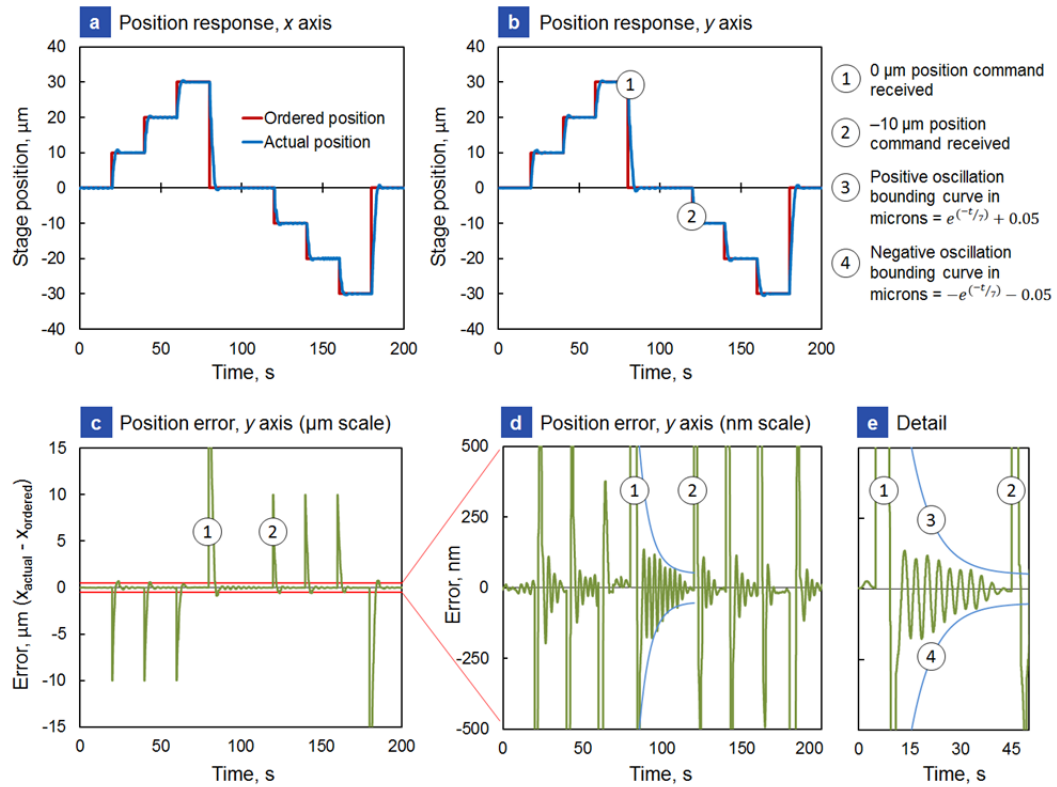 a Position response, x axis
40
30
20
10
0
-10
-20
-30
-40
Stage position, µm
Ordered position
Actual position
0 50 100 150 200
Time, s
b Position response, y axis
40
30
20
10
0
-10
-20
-30
-40
Stage position, µm
1
2
0 50 100 150 200
Time, s
1 0 µm position command
received
2 –10 µm position
command received
3 Positive oscillation
bounding curve in
microns = e^(−t/7) + 0.05
4 Negative oscillation
bounding curve in
microns = −e^(−t/7) − 0.05
c Position error, y axis (µm scale)
15
10
5
0
-5
-10
-15
Error, µm (x_actual - x_ordered)
1
2
0 50 100 150 200
Time, s
d Position error, y axis (nm scale)
500
250
0
-250
-500
Error, nm
1
2
0 50 100 150 200
Time, s
e Detail
1
2
3
4
0 15 30 45
Time, s